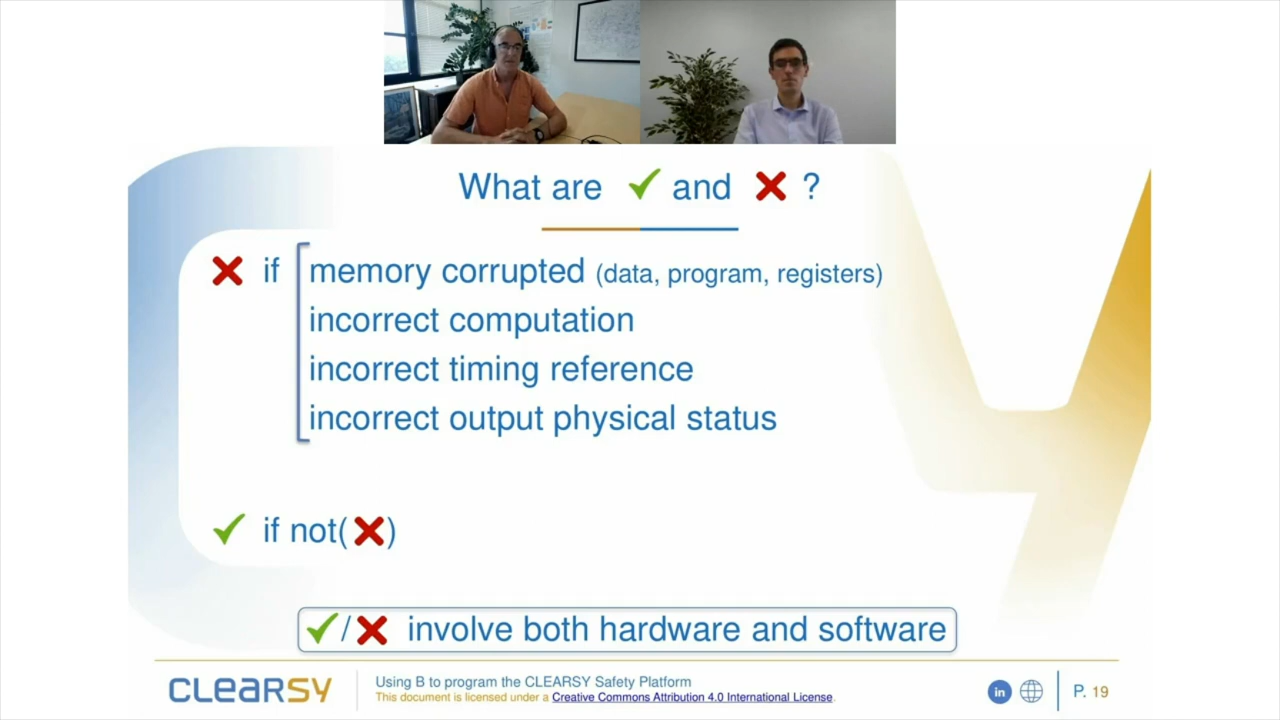 What are ✓ and ✗ ?
✗ if memory corrupted (data, program, registers)
incorrect computation
incorrect timing reference
incorrect output physical status
✓ if not(✗)
✓/✗ involve both hardware and software
CLEARSY
Using B to program the CLEARSY Safety Platform
This document is licensed under a Creative Commons Attribution 4.0 International License.
in
P. 19